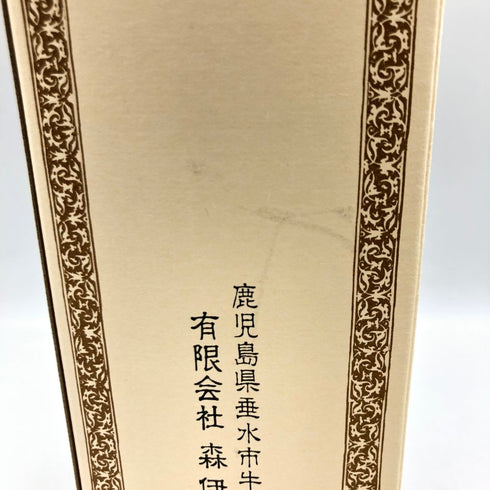 鹿児島県垂水市牛
有限会社 森伊